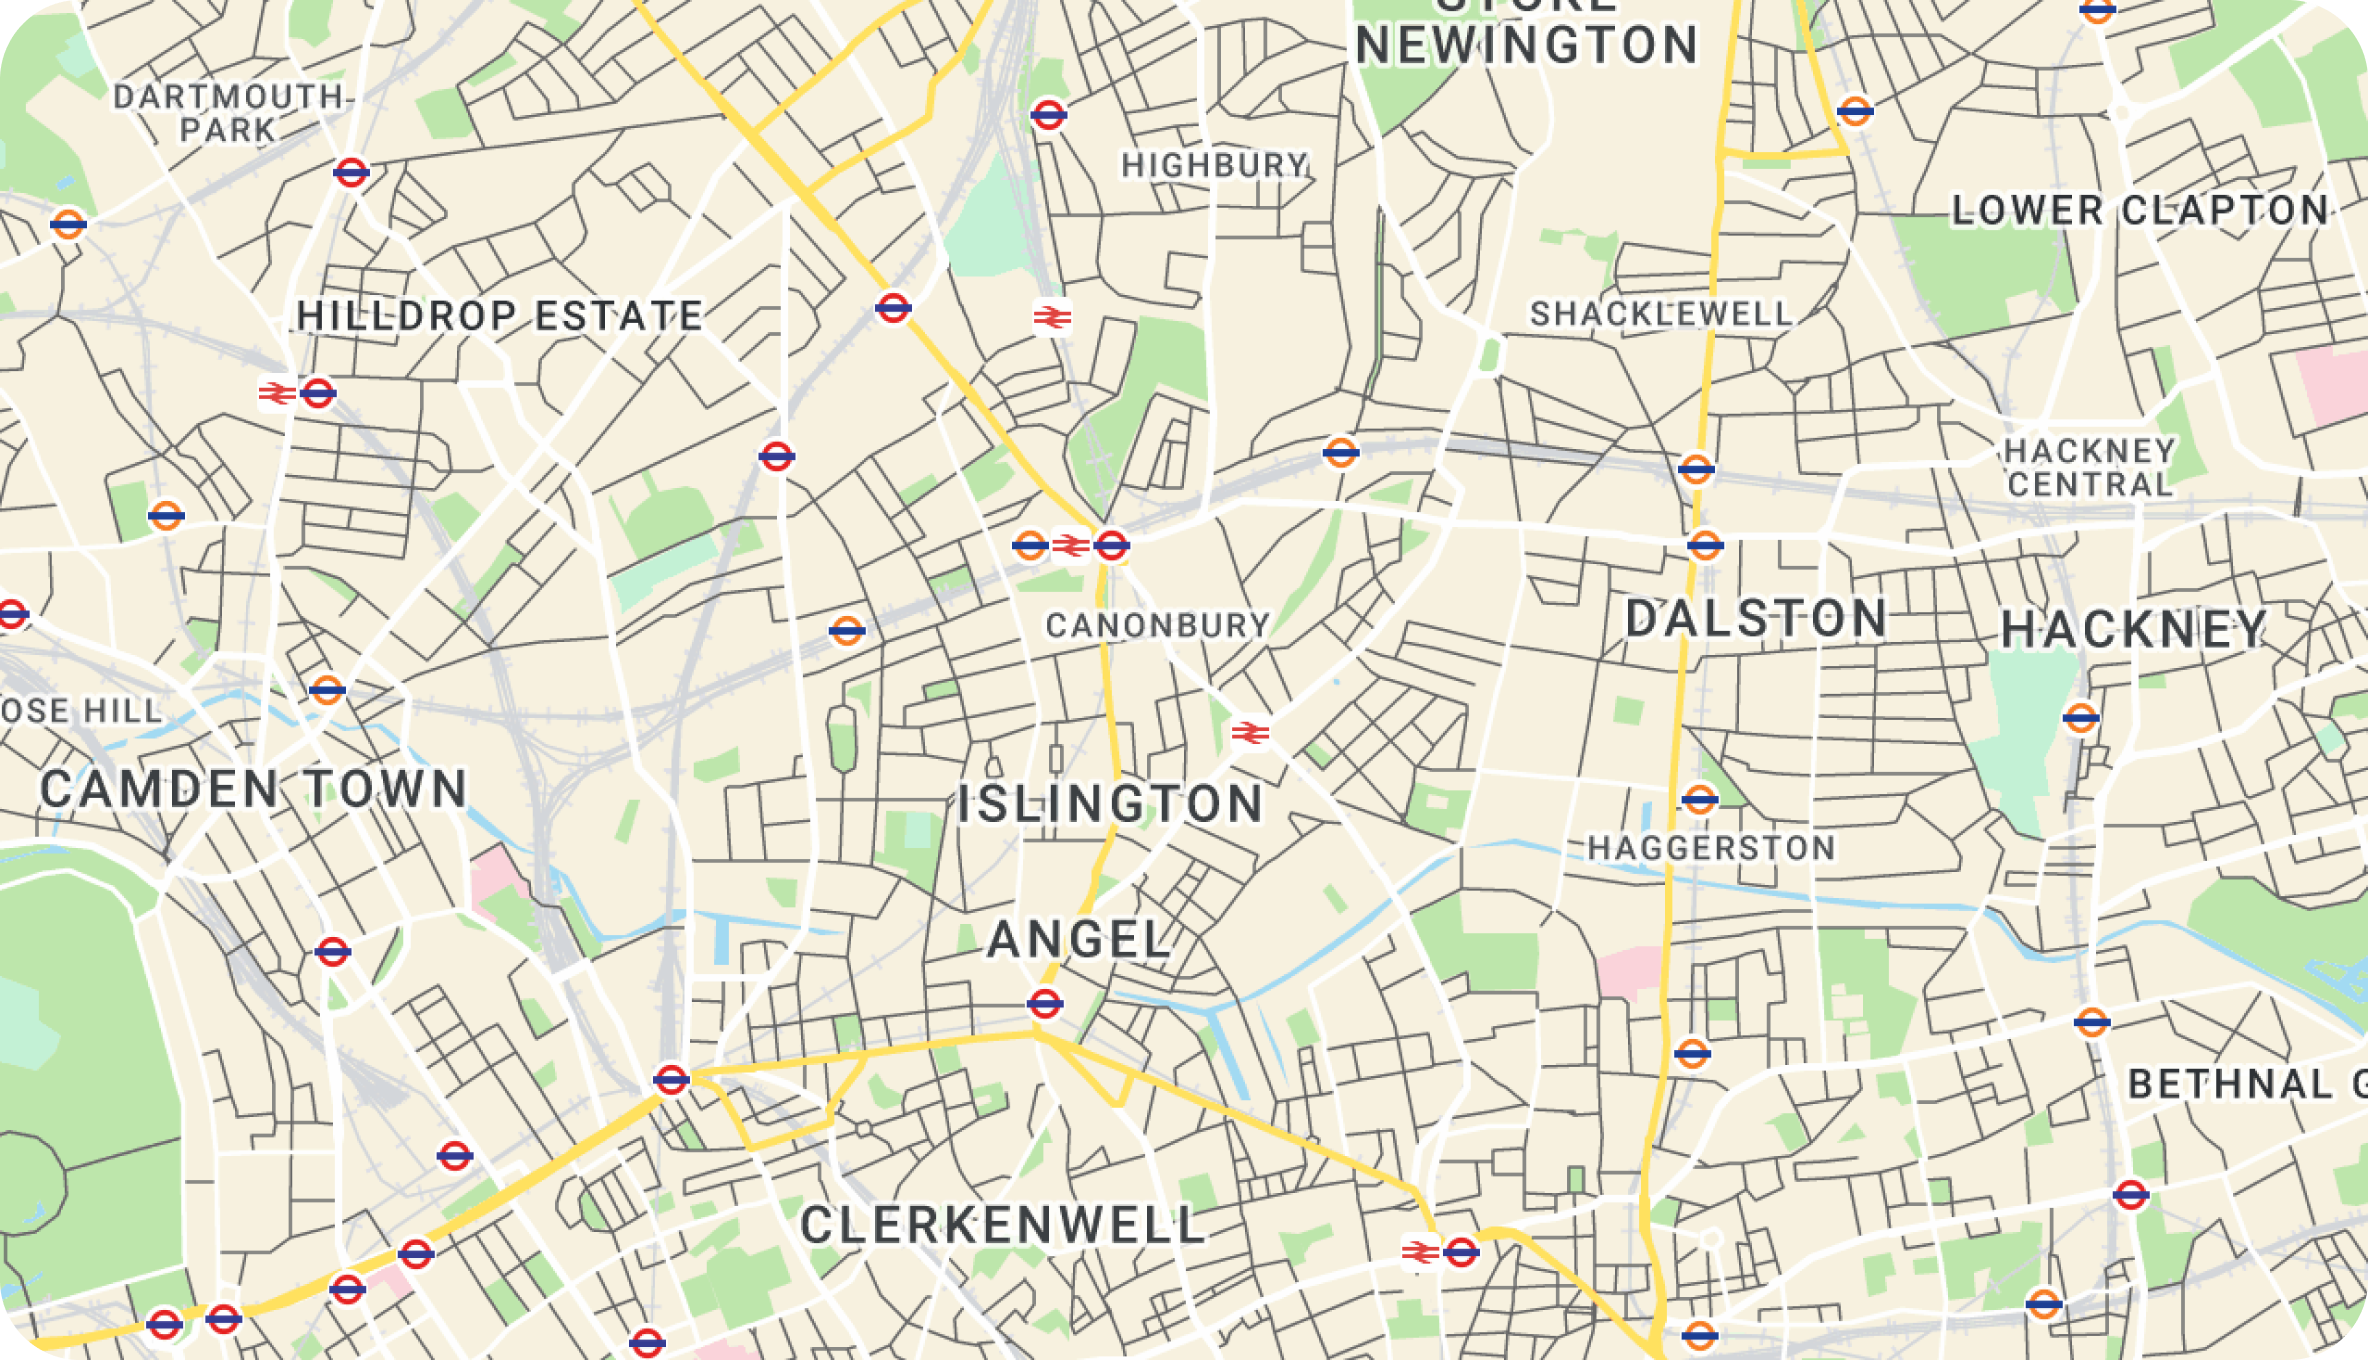 NEWINGTON
DARTMOUTH
PARK
HIGHBURY
LOWER CLAPTON
HILLDROP ESTATE
SHACKLEWELL
HACKNEY
CENTRAL
CANONBURY
DALSTON
HACKNEY
OSE HILL
CAMDEN TOWN
ISLINGTON
HAGGERSTON
ANGEL
BETHNAL G
CLERKENWELL